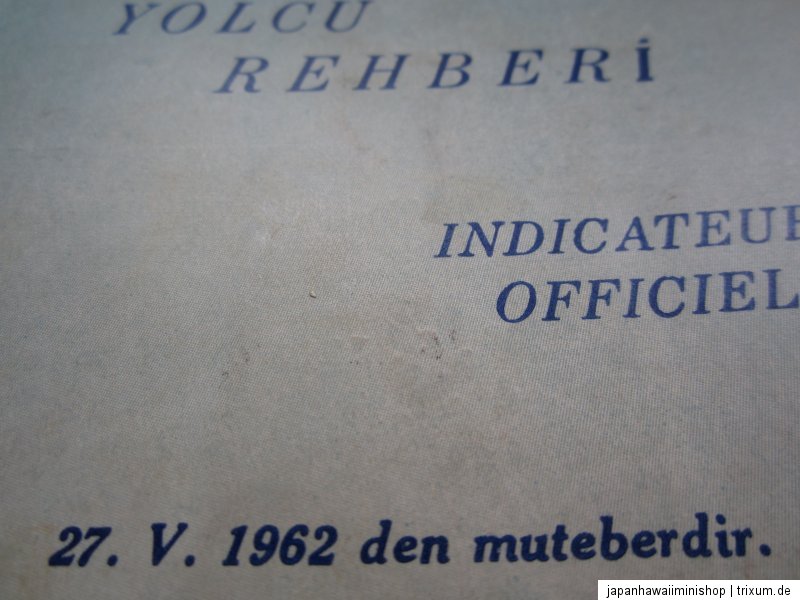 YOLCU
REHBERİ
INDICATEUR
OFFICIEL
27. V. 1962 den muteberdir.
japanhawaiiminishop | trixum.de